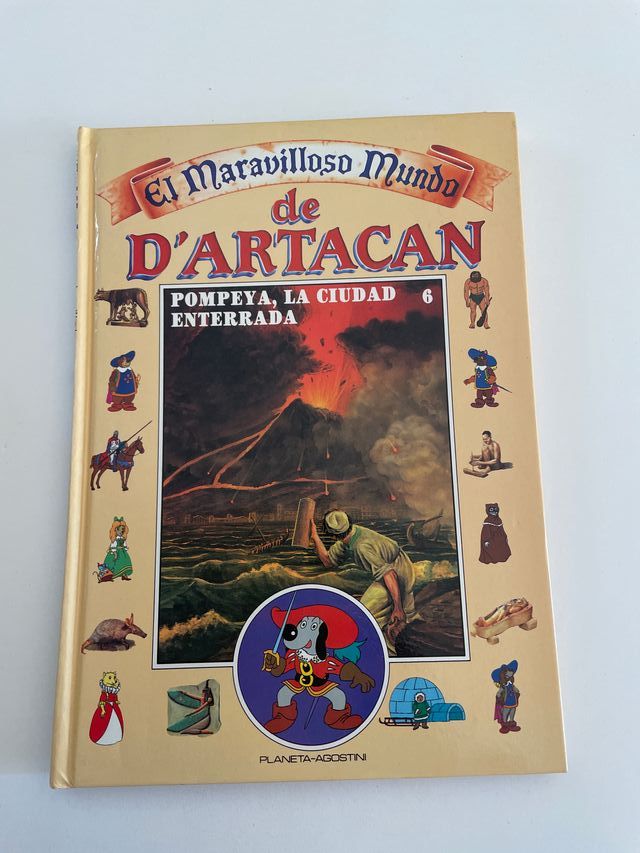 El Maravilloso Mundo
de
D'ARTACAN
POMPEYA, LA CIUDAD 6
ENTERRADA
PLANETA-AGOSTINI